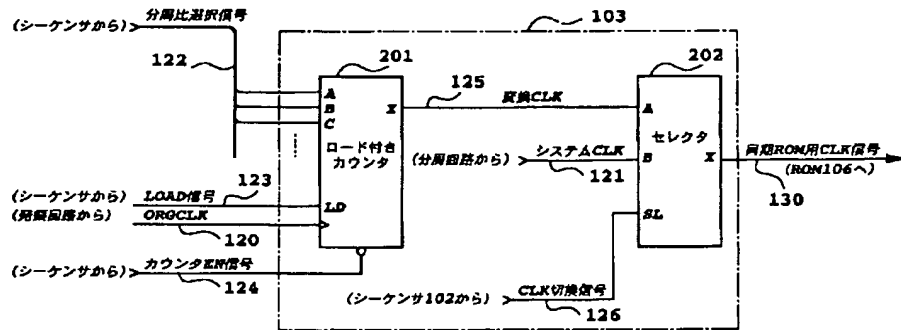 (シーケンサから)
分周比選択信号
103
122
201
202
A
B
C
X
125
変換CLK
A
ロード付き
カウンタ
セレクタ
(分周回路から)
システムCLK
121
B
X
同期ROM用CLK信号
(ROM106へ)
130
(シーケンサから)
LOAD信号
123
LD
(発振回路から)
ORGCLK
120
SL
(シーケンサから)
カウンタEN信号
124
(シーケンサ102から)
CLK切換信号
126